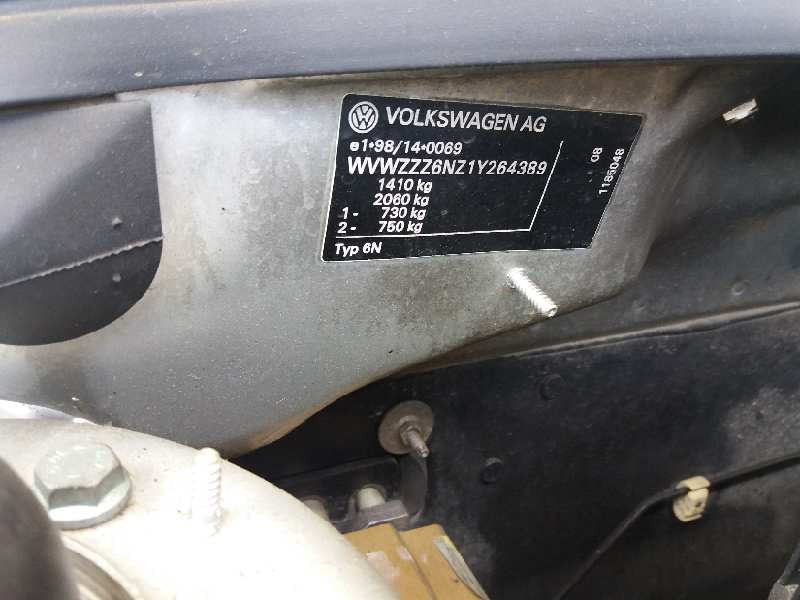 VOLKSWAGEN AG
e1*98/14*0069
WVWZZZ6NZ1Y264389
1410 kg
2060 kg
1- 730 kg
2- 750 kg
Typ 6N
08
1185048